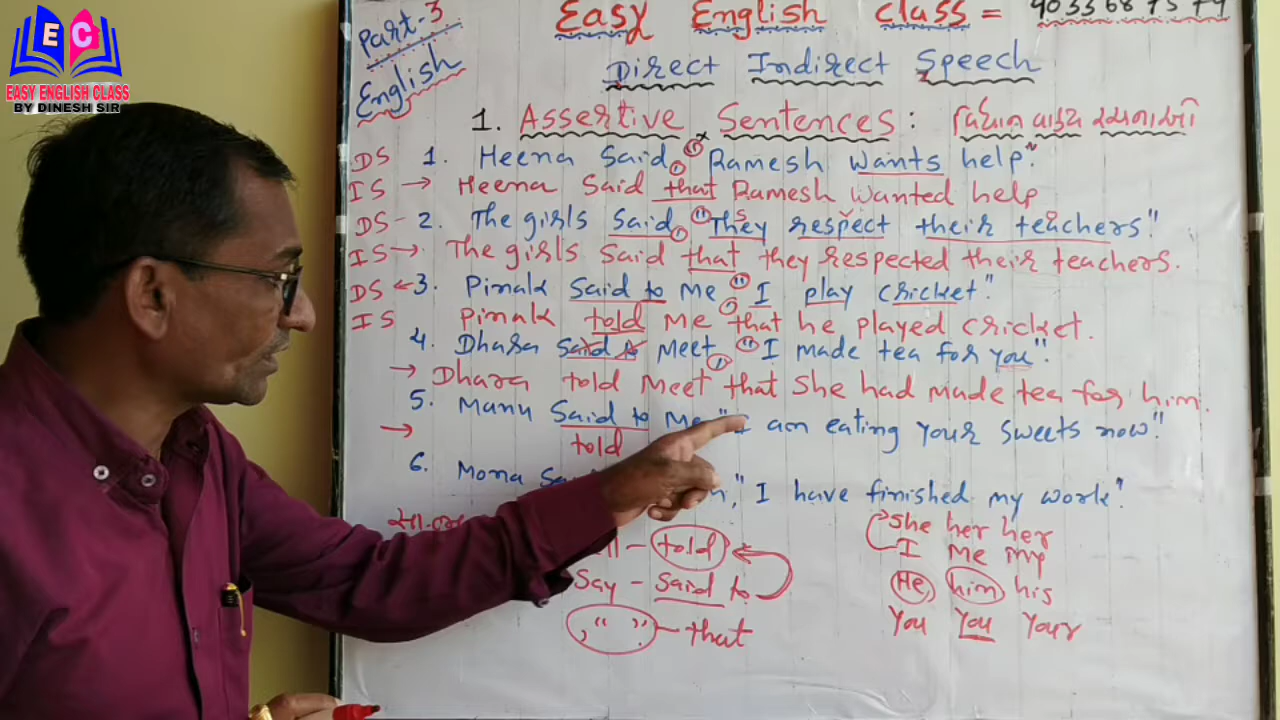 EC
EASY ENGLISH CLASS
BY DINESH SIR
Part-3
English
Easy English Class =
Direct Indirect Speech
1. Assertive Sentences : વિધાન વાક્ય
DS 1. Heena Said, "Ramesh wants help"
IS → Heena Said that Ramesh wanted help
DS - 2. The girls Said, "They respect their teachers"
IS → The girls Said that they respected their teachers.
DS ← 3. Pinak Said to Me, "I play cricket."
IS Pinak told Me that he played cricket.
4. Dhara Said to Meet, "I made tea for you".
→ Dhara told Meet that She had made tea for him.
5. Manu Said to Me "I am eating your sweets now".
→ told
6. Mona "I have finished my work"
told
Say - Said to
, " . " - that
She her her
I Me my
He him his
You You Your